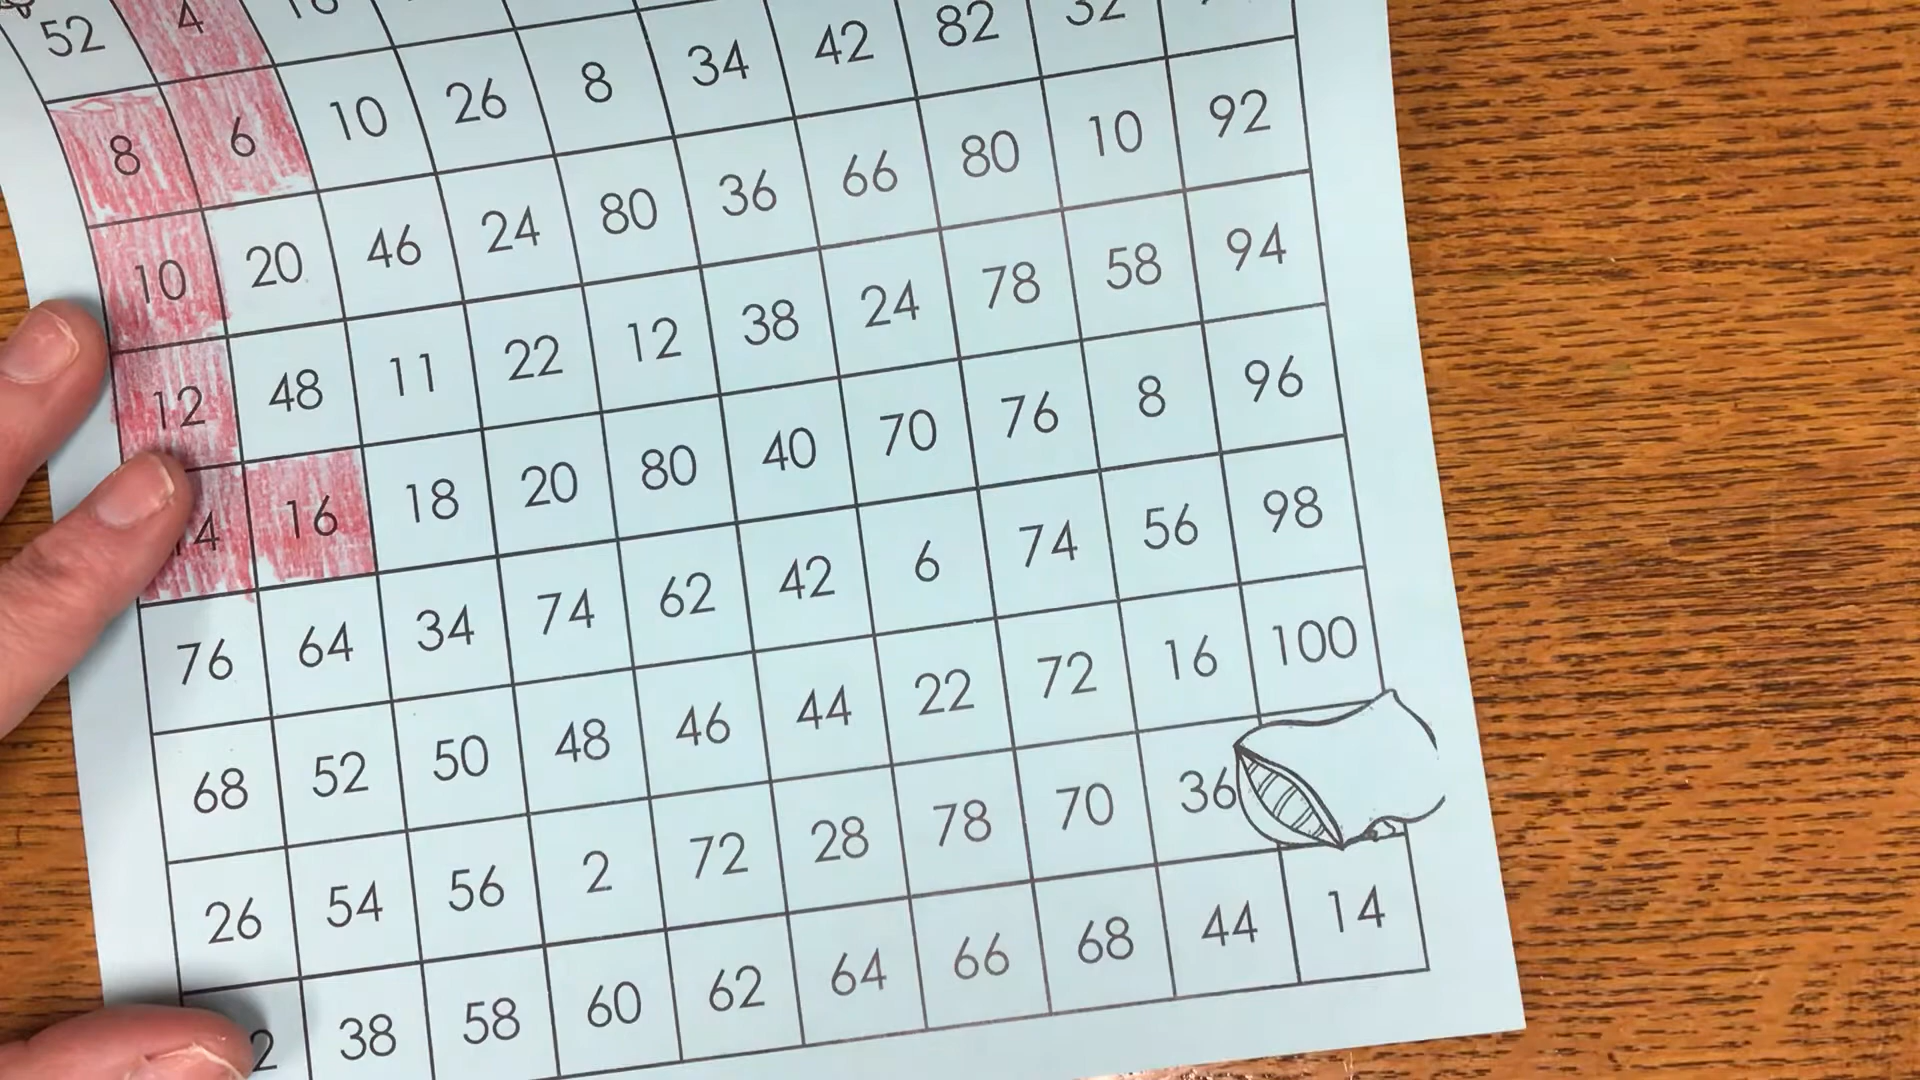 52 4 34 42 82
8 6 10 26 8 36 66 80 10 92
10 20 46 24 80 38 24 78 58 94
12 48 11 22 12 40 70 76 8 96
4 16 18 20 80 42 6 74 56 98
76 64 34 74 62 44 22 72 16 100
68 52 50 48 46 28 78 70 36
26 54 56 2 72 64 66 68 44 14
2 38 58 60 62